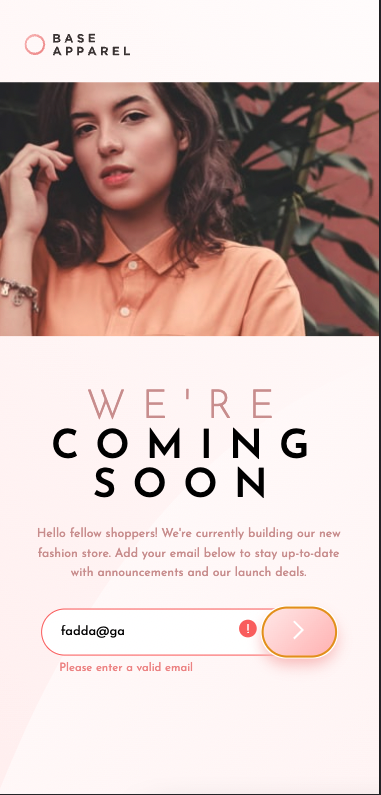 BASE
APPAREL
WE'RE
COMING
SOON
Hello fellow shoppers! We're currently building our new
fashion store. Add your email below to stay up-to-date
with announcements and our launch deals.
fadda@ga
!
Please enter a valid email